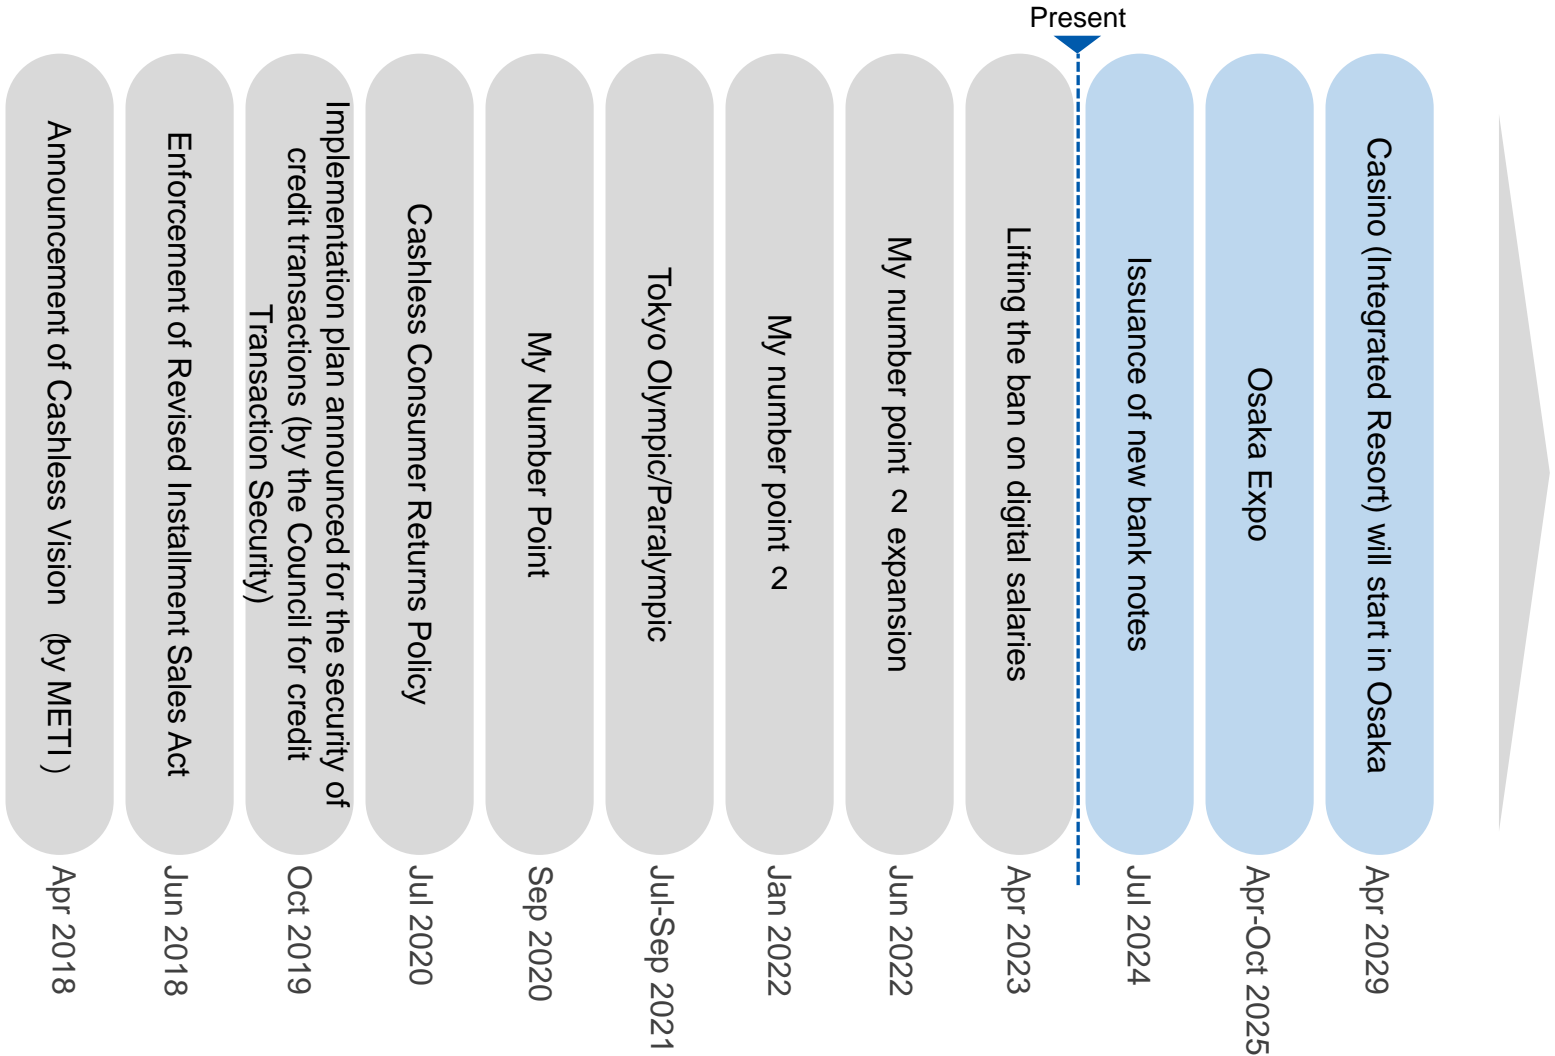 Present
Announcement of Cashless Vision (by METI)
Apr 2018
Enforcement of Revised Installment Sales Act
Jun 2018
Implementation plan announced for the security of
credit transactions (by the Council for credit
Transaction Security)
Oct 2019
Cashless Consumer Returns Policy
Jul 2020
My Number Point
Sep 2020
Tokyo Olympic/Paralympic
Jul-Sep 2021
My number point 2
Jan 2022
My number point 2 expansion
Jun 2022
Lifting the ban on digital salaries
Apr 2023
Issuance of new bank notes
Jul 2024
Osaka Expo
Apr-Oct 2025
Casino (Integrated Resort) will start in Osaka
Apr 2029